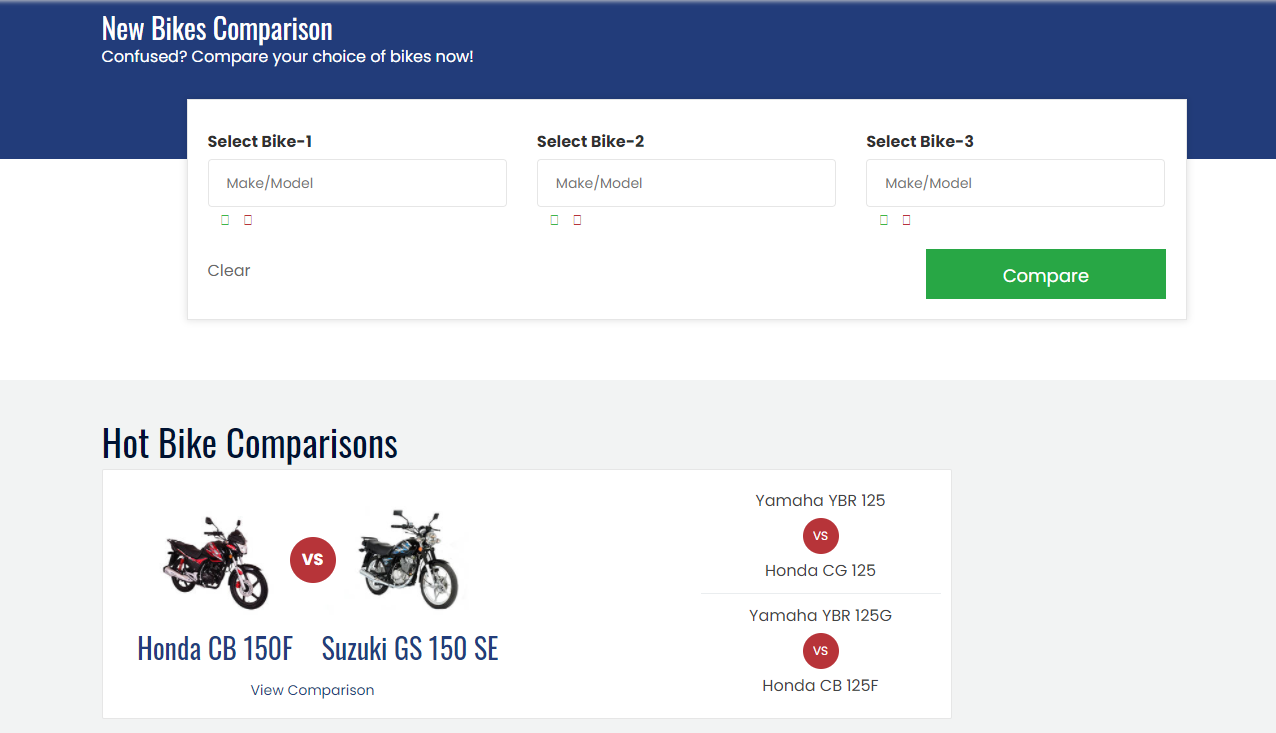 New Bikes Comparison
Confused? Compare your choice of bikes now!
Select Bike-1
Select Bike-2
Select Bike-3
Make/Model
Make/Model
Make/Model
Clear
Compare
Hot Bike Comparisons
VS
Honda CB 150F
Suzuki GS 150 SE
View Comparison
Yamaha YBR 125
VS
Honda CG 125
Yamaha YBR 125G
VS
Honda CB 125F